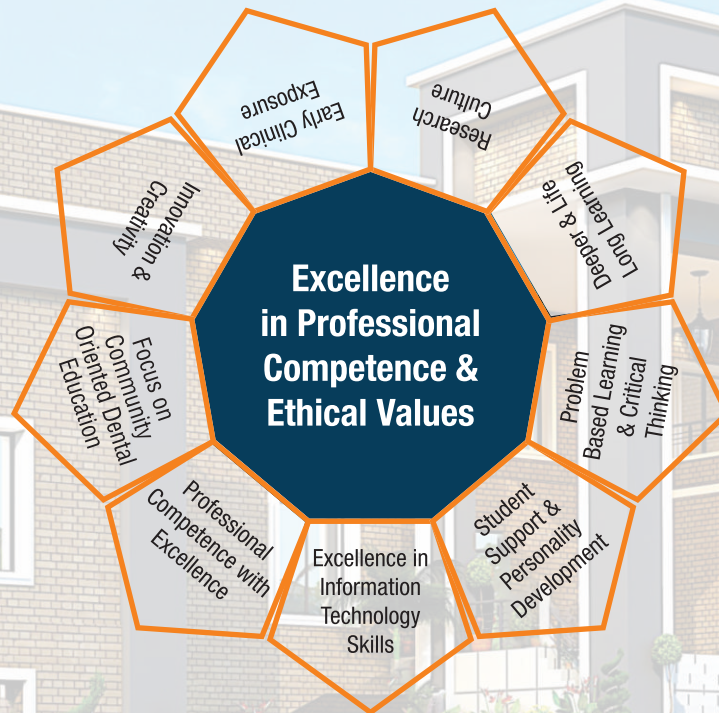 Excellence
in Professional
Competence &
Ethical Values
Early Clinical
Exposure
Research
Culture
Deeper & Life
Long Learning
Problem
Based Learning
& Critical
Thinking
Student
Support &
Personality
Development
Excellence in
Information
Technology
Skills
Professional
Competence with
Excellence
Focus on
Community
Oriented Dental
Education
Innovation &
Creativity